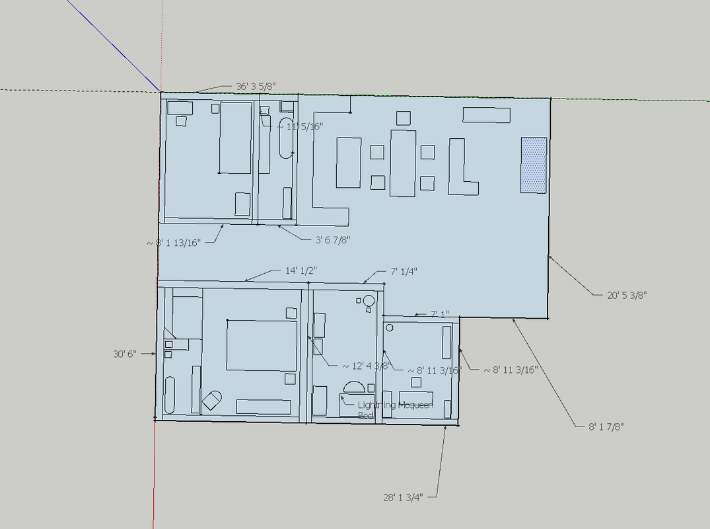 36' 3 5/8"
~ 11' 5/16"
~ 8' 1 13/16"
3' 6 7/8"
14' 1/2"
7' 1/4"
20' 5 3/8"
7' 1"
30' 6"
~ 12' 4 3/8"
~ 8' 11 3/16"
~ 8' 11 3/16"
Lightning Mcqueen
Bed
8' 1 7/8"
28' 1 3/4"